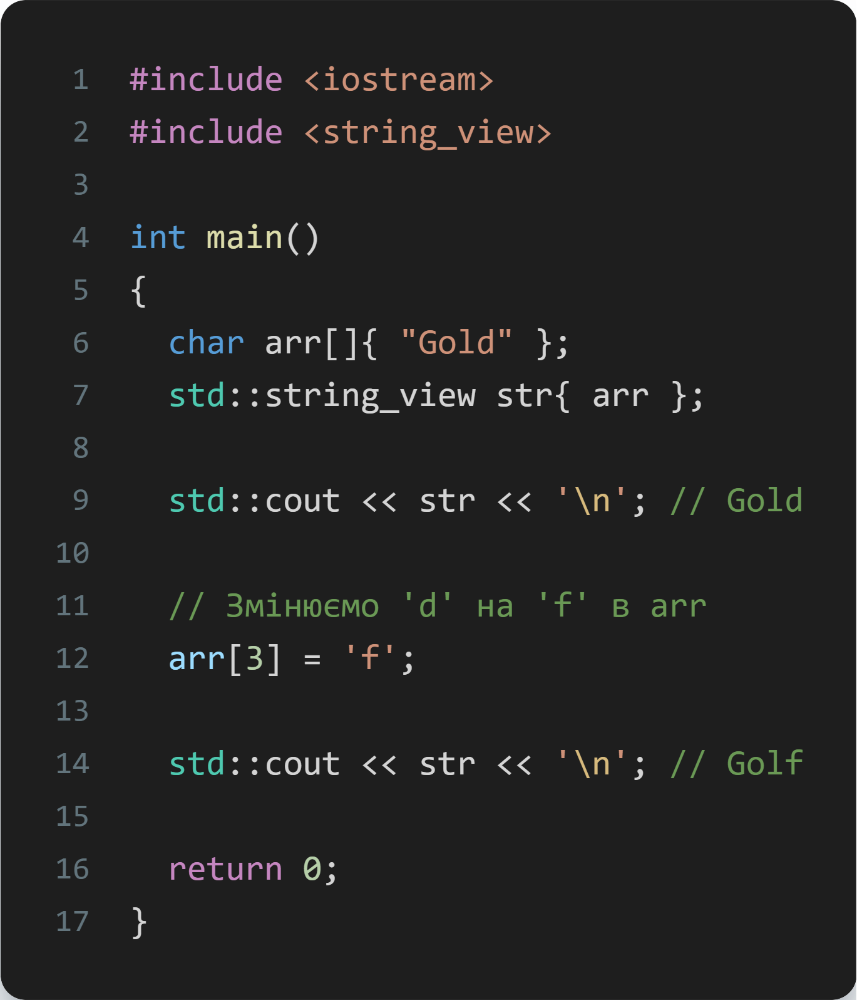 1 #include <iostream>
2 #include <string_view>
3
4 int main()
5 {
6   char arr[]{ "Gold" };
7   std::string_view str{ arr };
8
9   std::cout << str << '\n'; // Gold
10
11   // Змінюємо 'd' на 'f' в arr
12   arr[3] = 'f';
13
14   std::cout << str << '\n'; // Golf
15
16   return 0;
17 }